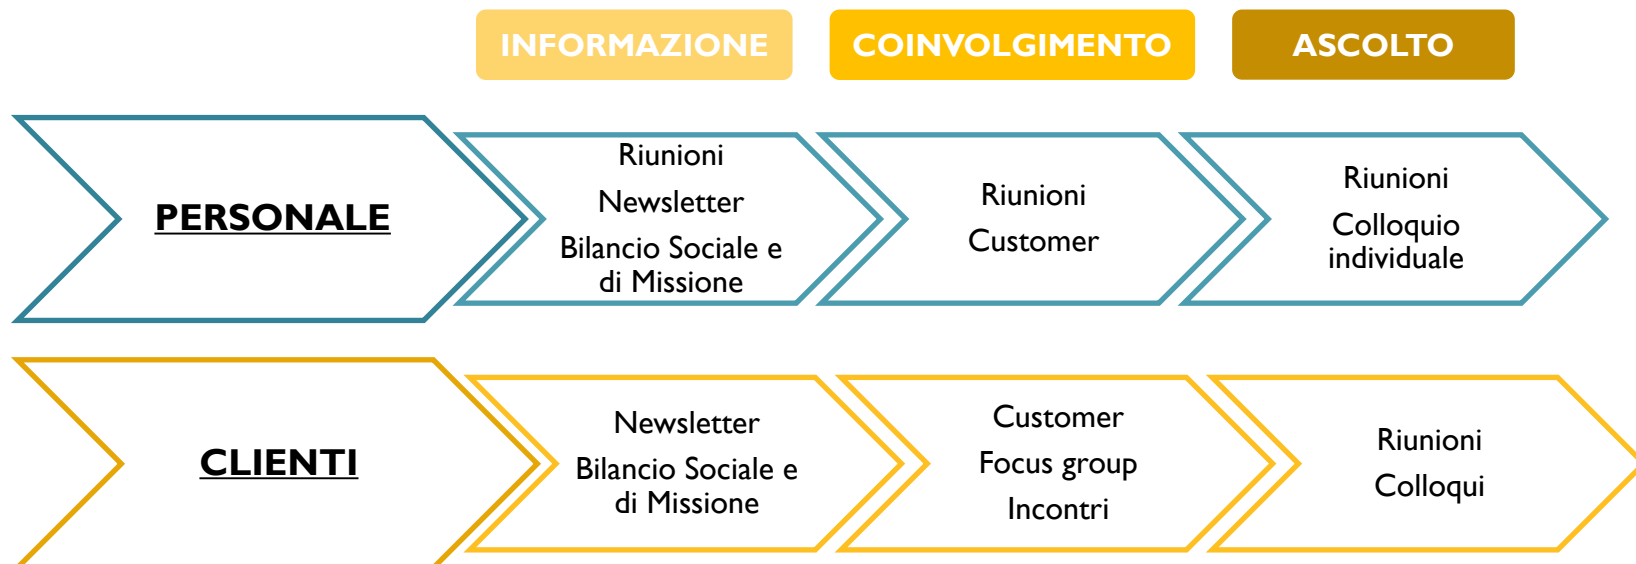 INFORMAZIONE
COINVOLGIMENTO
ASCOLTO
PERSONALE
Riunioni
Newsletter
Bilancio Sociale e
di Missione
Riunioni
Customer
Riunioni
Colloquio
individuale
CLIENTI
Newsletter
Bilancio Sociale e
di Missione
Customer
Focus group
Incontri
Riunioni
Colloqui